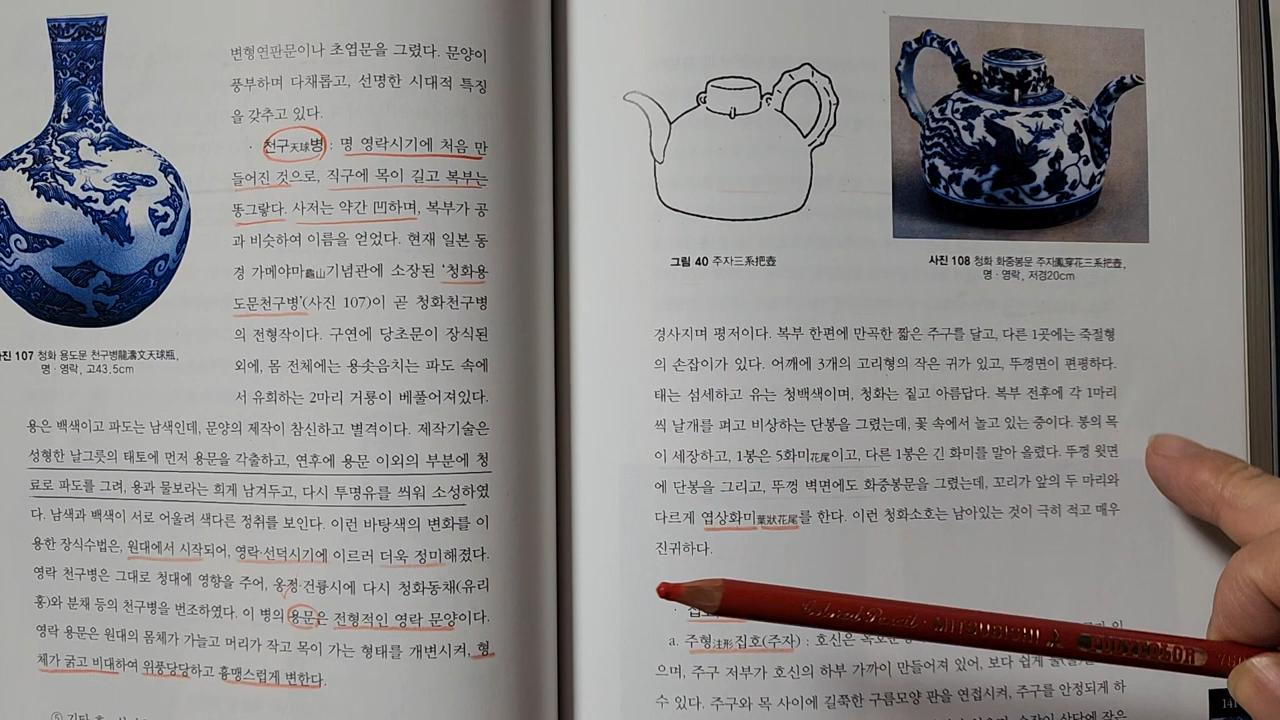 변형연판문이나 초엽문을 그렸다. 문양이
풍부하며 다채롭고, 선명한 시대적 특징
을 갖추고 있다.
· 천구天球병 : 명 영락시기에 처음 만
들어진 것으로, 직구에 목이 길고 복부는
둥그렇다. 사저는 약간 凹하며, 복부가 공
과 비슷하여 이름을 얻었다. 현재 일본 동
경 가메야마龜山기념관에 소장된 '청화용
도문천구병'(사진 107)이 곧 청화천구병
의 전형작이다. 구연에 당초문이 장식된
외에, 몸 전체에는 용솟음치는 파도 속에
서 유희하는 2마리 거룡이 베풀어져있다.
사진 107 청화 용도문 천구병龍濤文天球瓶,
명 · 영락, 고43.5cm
용은 백색이고 파도는 남색인데, 문양의 제작이 참신하고 별격이다. 제작기술은
성형한 날그릇의 태토에 먼저 용문을 각출하고, 연후에 용문 이외의 부분에 청
료로 파도를 그려, 용과 물보라는 희게 남겨두고, 다시 투명유를 씌워 소성하였
다. 남색과 백색이 서로 어울려 색다른 정취를 보인다. 이런 바탕색의 변화를 이
용한 장식수법은, 원대에서 시작되어, 영락·선덕시기에 이르러 더욱 정미해졌다.
영락 천구병은 그대로 청대에 영향을 주어, 옹정·건륭시에 다시 청화동채(유리
홍)와 분채 등의 천구병을 번조하였다. 이 병의 용문은 전형적인 영락 문양이다.
영락 용문은 원대의 몸체가 가늘고 머리가 작고 목이 가는 형태를 개변시켜, 형
체가 굵고 비대하여 위풍당당하고 흉맹스럽게 변한다.
그림 40 주자三系把壺
사진 108 청화 화중봉문 주자鳳穿花三系把壺,
명 · 영락, 저경20cm
경사지며 평저이다. 복부 한편에 만곡한 짧은 주구를 달고, 다른 1곳에는 죽절형
의 손잡이가 있다. 어깨에 3개의 고리형의 작은 귀가 있고, 뚜껑면이 편평하다.
태는 섬세하고 유는 청백색이며, 청화는 짙고 아름답다. 복부 전후에 각 1마리
씩 날개를 펴고 비상하는 단봉을 그렸는데, 꽃 속에서 놀고 있는 중이다. 봉의 목
이 세장하고, 1봉은 5화미花尾이고, 다른 1봉은 긴 화미를 말아 올렸다. 뚜껑 윗면
에 단봉을 그리고, 뚜껑 벽면에도 화중봉문을 그렸는데, 꼬리가 앞의 두 마리와
다르게 엽상화미葉狀花尾를 한다. 이런 청화소호는 남아있는 것이 극히 적고 매우
진귀하다.
a. 주형注形 집호(주자) : 호신은
으며, 주구 저부가 호신의 하부 가까이 만들어져 있어, 보다 쉽게
수 있다. 주구와 목 사이에 길쭉한 구름모양 판을 연접시켜, 주구를 안정되게 하
Colored Pencil MITSUBISHI POLYCOLOR